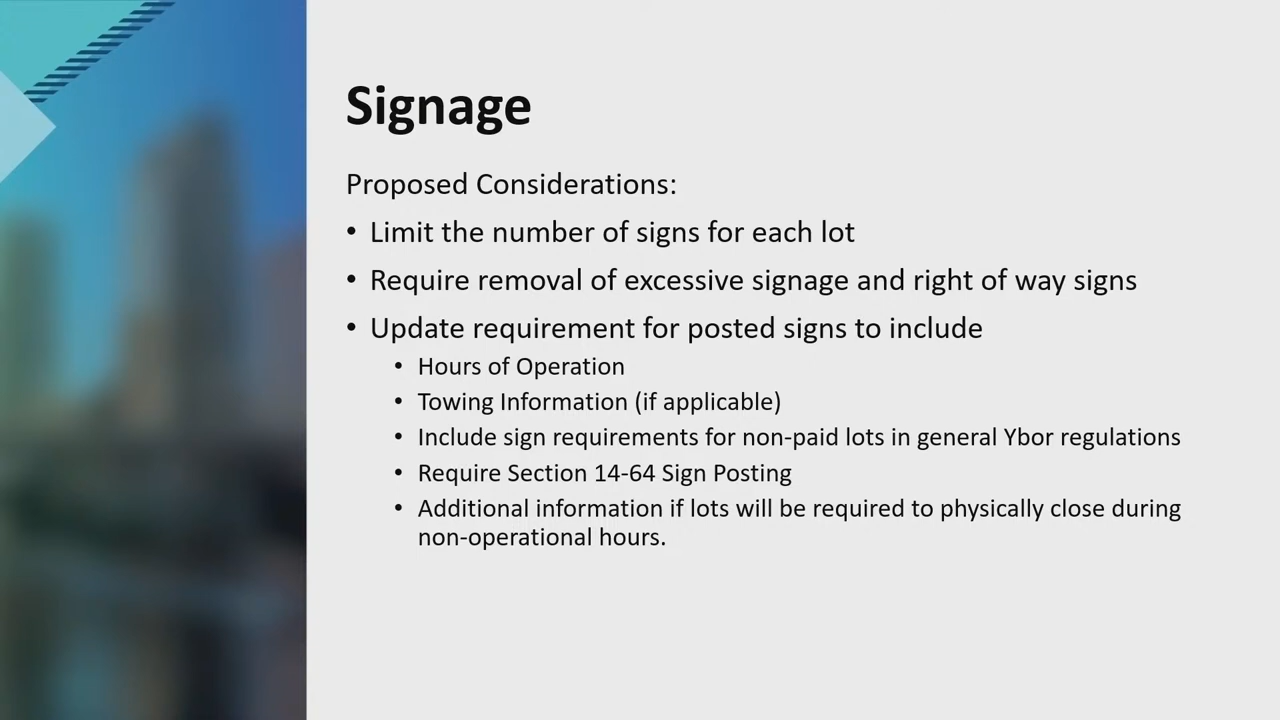 Signage
Proposed Considerations:
• Limit the number of signs for each lot
• Require removal of excessive signage and right of way signs
• Update requirement for posted signs to include
• Hours of Operation
• Towing Information (if applicable)
• Include sign requirements for non-paid lots in general Ybor regulations
• Require Section 14-64 Sign Posting
• Additional information if lots will be required to physically close during
non-operational hours.